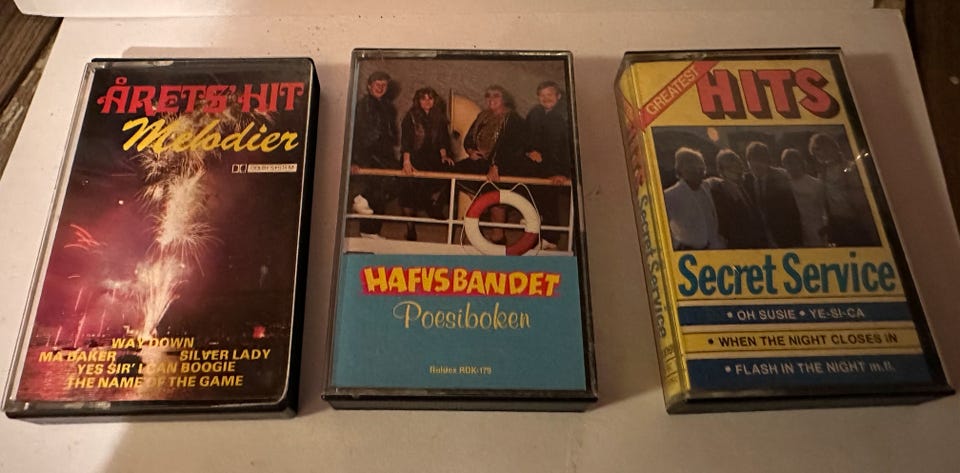 ÅRETS HIT
Melodier
DOLBY SYSTEM
WAY DOWN
MA BAKER SILVER LADY
YES SIR' I CAN BOOGIE
THE NAME OF THE GAME
HAFVSBANDET
Poesiboken
Roldex RDK-179
GREATEST
HITS
Secret Service
Secret Service
• OH SUSIE • YE-SI-CA
• WHEN THE NIGHT CLOSES IN
• FLASH IN THE NIGHT m.fl.